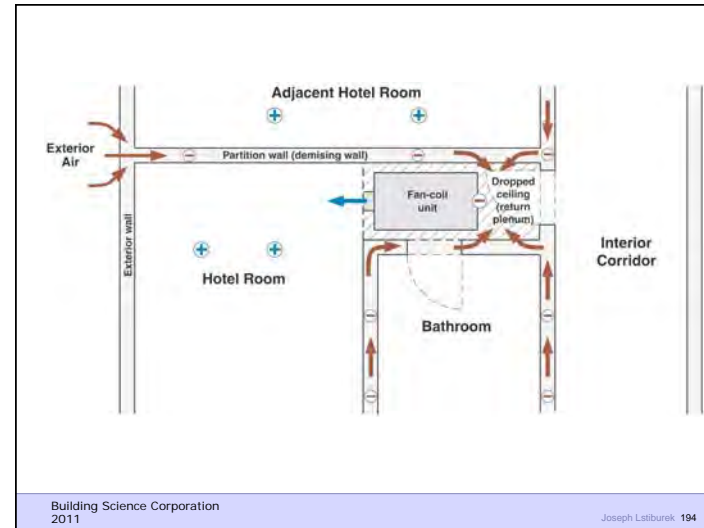 Adjacent Hotel Room
Exterior
Air
Partition wall (demising wall)
Exterior wall
Fan-coil
unit
Dropped
ceiling
(return
plenum)
Hotel Room
Interior
Corridor
Bathroom
Building Science Corporation
2011
Joseph Lstiburek 194